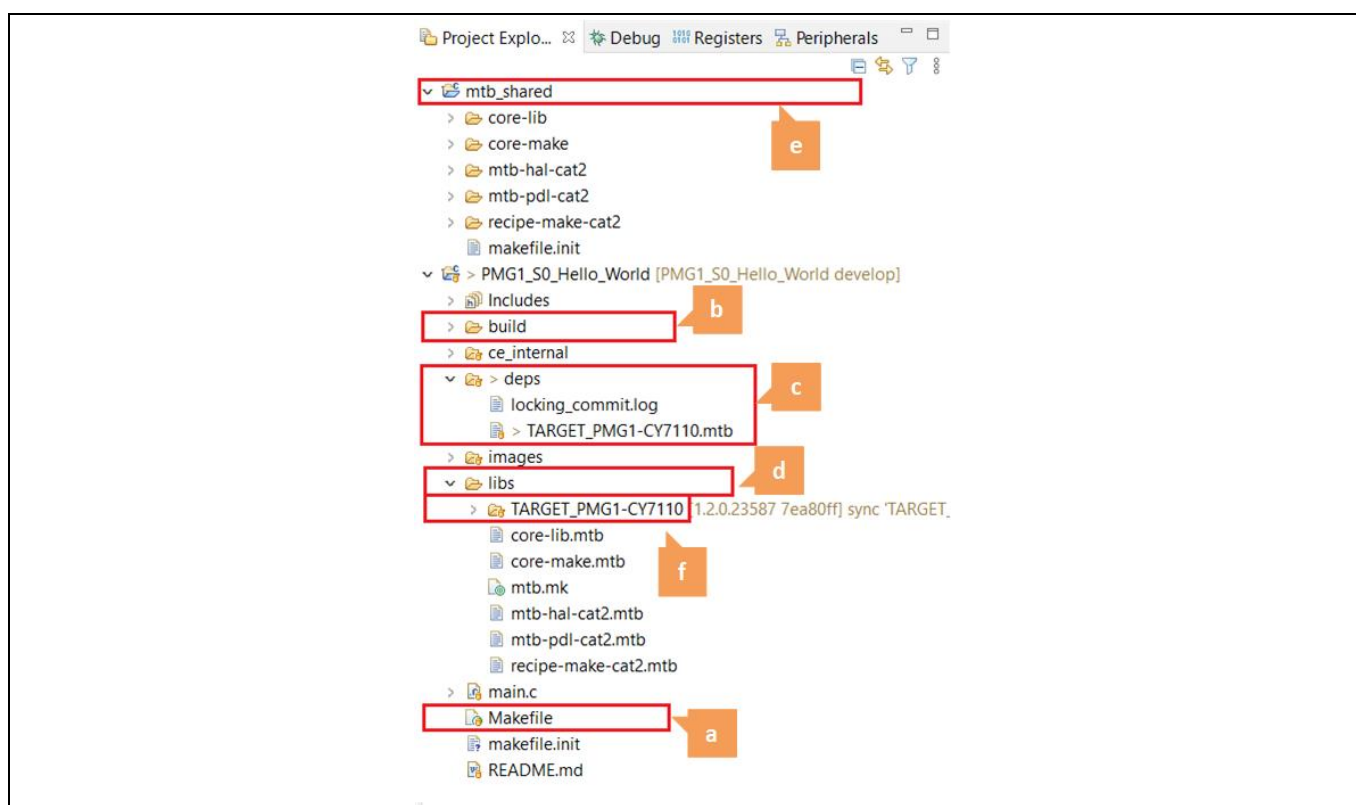 Project Explo... Debug Registers Peripherals
mtb_shared
core-lib
core-make
e
mtb-hal-cat2
mtb-pdl-cat2
recipe-make-cat2
makefile.init
> PMG1_S0_Hello_World [PMG1_S0_Hello_World develop]
Includes
b
build
ce_internal
> deps
c
locking_commit.log
> TARGET_PMG1-CY7110.mtb
images
d
libs
TARGET_PMG1-CY7110 [1.2.0.23587 7ea80ff] sync 'TARGET_
core-lib.mtb
core-make.mtb
f
mtb.mk
mtb-hal-cat2.mtb
mtb-pdl-cat2.mtb
recipe-make-cat2.mtb
main.c
Makefile
a
makefile.init
README.md